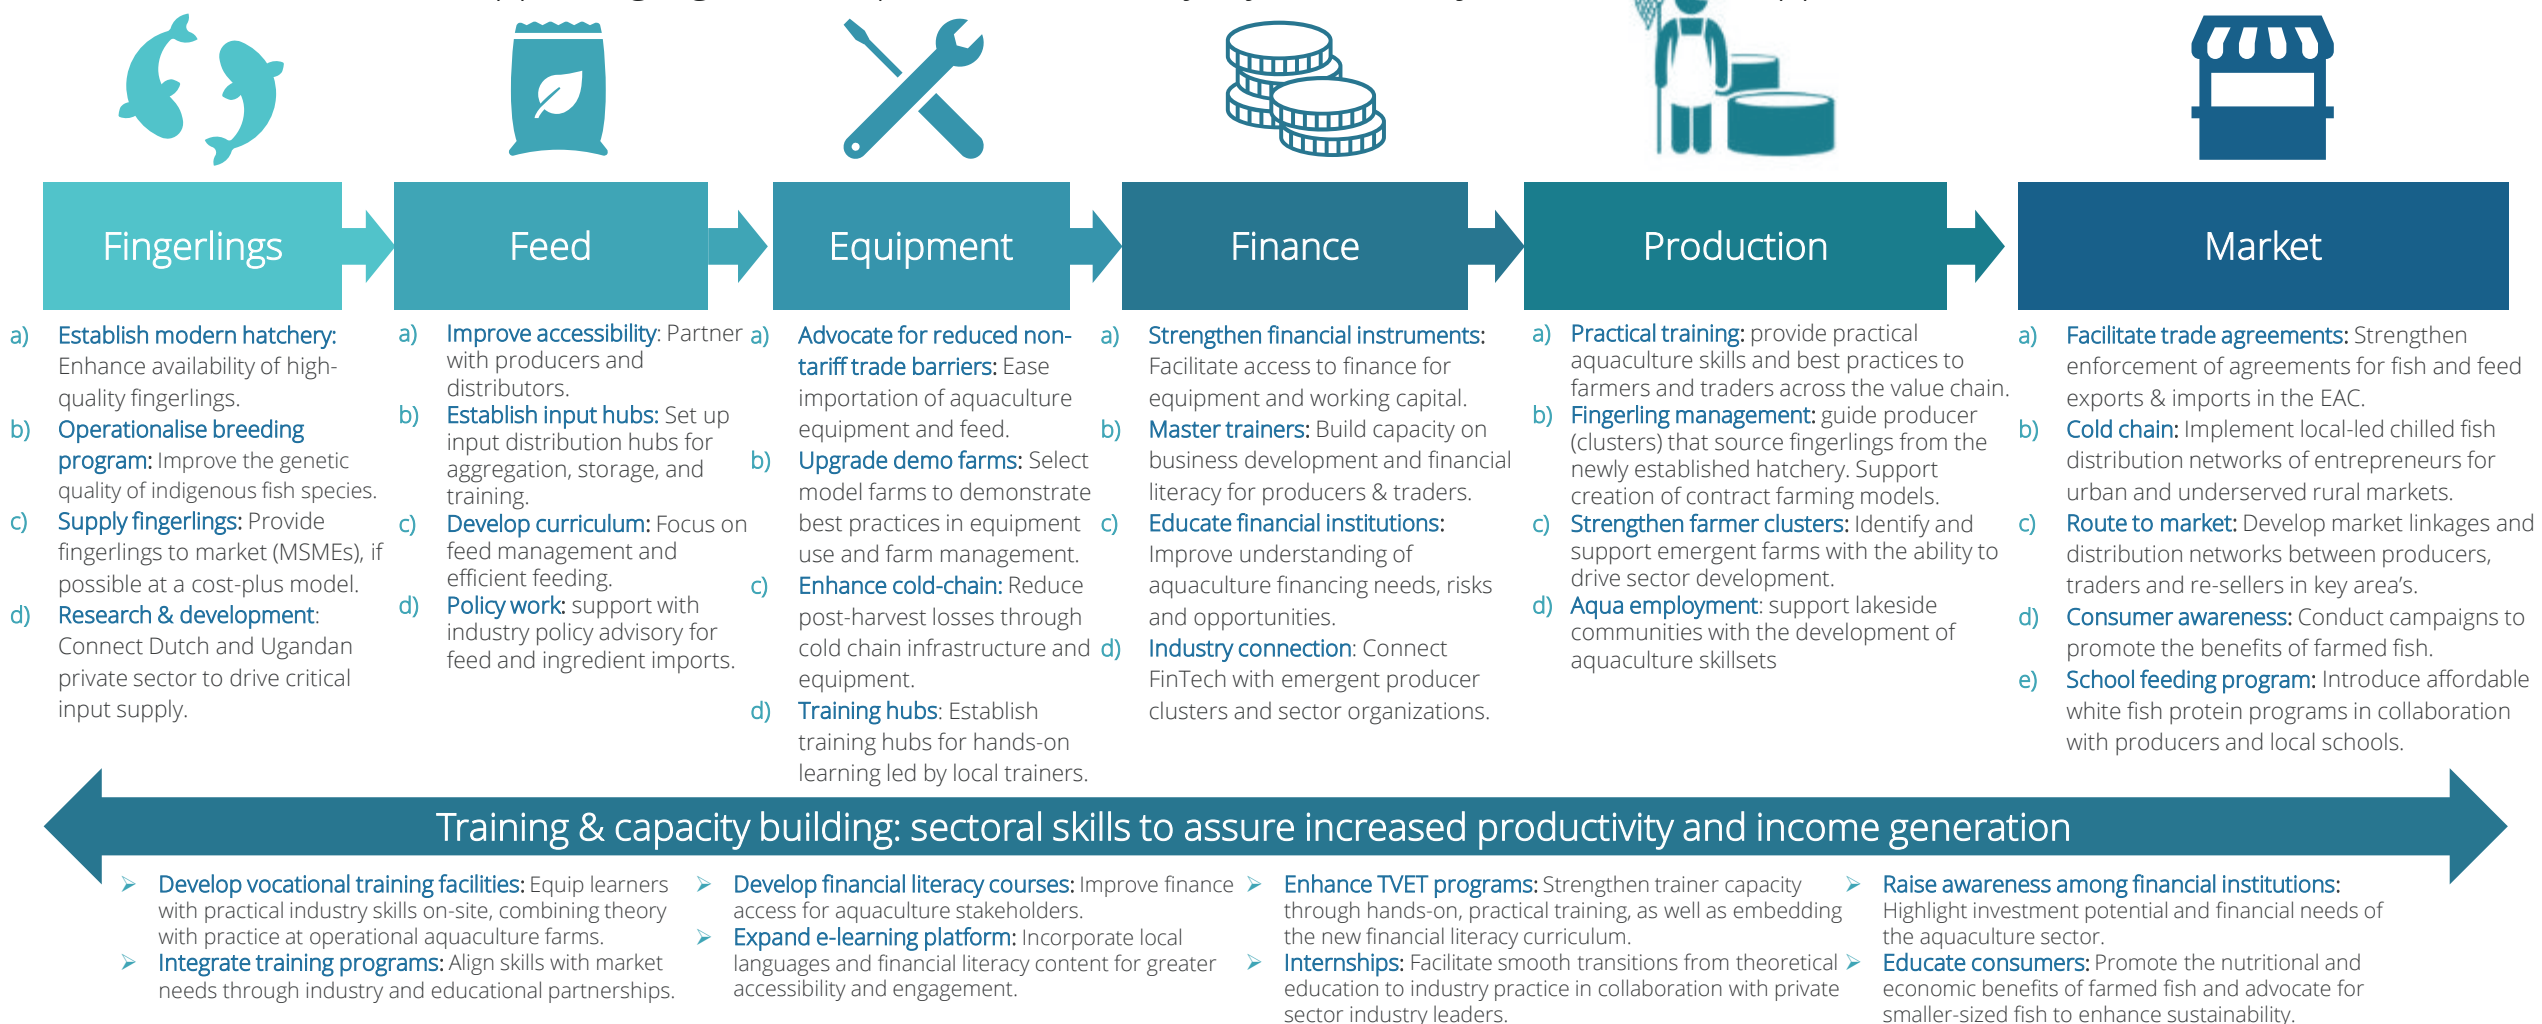 Fingerlings
Feed
Equipment
Finance
Production
Market
a) Establish modern hatchery:
Enhance availability of high-
quality fingerlings.
b) Operationalise breeding
program: Improve the genetic
quality of indigenous fish species.
c) Supply fingerlings: Provide
fingerlings to market (MSMEs), if
possible at a cost-plus model.
d) Research & development:
Connect Dutch and Ugandan
private sector to drive critical
input supply.
a) Improve accessibility: Partner
with producers and
distributors.
b) Establish input hubs: Set up
input distribution hubs for
aggregation, storage, and
training.
c) Develop curriculum: Focus on
feed management and
efficient feeding.
d) Policy work: support with
industry policy advisory for
feed and ingredient imports.
a) Advocate for reduced non-
tariff trade barriers: Ease
importation of aquaculture
equipment and feed.
b) Upgrade demo farms: Select
model farms to demonstrate
best practices in equipment
use and farm management.
c) Enhance cold-chain: Reduce
post-harvest losses through
cold chain infrastructure and
equipment.
d) Training hubs: Establish
training hubs for hands-on
learning led by local trainers.
a) Strengthen financial instruments:
Facilitate access to finance for
equipment and working capital.
b) Master trainers: Build capacity on
business development and financial
literacy for producers & traders.
c) Educate financial institutions:
Improve understanding of
aquaculture financing needs, risks
and opportunities.
d) Industry connection: Connect
FinTech with emergent producer
clusters and sector organizations.
a) Practical training: provide practical
aquaculture skills and best practices to
farmers and traders across the value chain.
b) Fingerling management: guide producer
(clusters) that source fingerlings from the
newly established hatchery. Support
creation of contract farming models.
c) Strengthen farmer clusters: Identify and
support emergent farms with the ability to
drive sector development.
d) Aqua employment: support lakeside
communities with the development of
aquaculture skillsets
a) Facilitate trade agreements: Strengthen
enforcement of agreements for fish and feed
exports & imports in the EAC.
b) Cold chain: Implement local-led chilled fish
distribution networks of entrepreneurs for
urban and underserved rural markets.
c) Route to market: Develop market linkages and
distribution networks between producers,
traders and re-sellers in key area's.
d) Consumer awareness: Conduct campaigns to
promote the benefits of farmed fish.
e) School feeding program: Introduce affordable
white fish protein programs in collaboration
with producers and local schools.
Training & capacity building: sectoral skills to assure increased productivity and income generation
➢ Develop vocational training facilities: Equip learners
with practical industry skills on-site, combining theory
with practice at operational aquaculture farms.
➢ Integrate training programs: Align skills with market
needs through industry and educational partnerships.
➢ Develop financial literacy courses: Improve finance
access for aquaculture stakeholders.
➢ Expand e-learning platform: Incorporate local
languages and financial literacy content for greater
accessibility and engagement.
➢ Enhance TVET programs: Strengthen trainer capacity
through hands-on, practical training, as well as embedding
the new financial literacy curriculum.
➢ Internships: Facilitate smooth transitions from theoretical
education to industry practice in collaboration with private
sector industry leaders.
➢ Raise awareness among financial institutions:
Highlight investment potential and financial needs of
the aquaculture sector.
➢ Educate consumers: Promote the nutritional and
economic benefits of farmed fish and advocate for
smaller-sized fish to enhance sustainability.